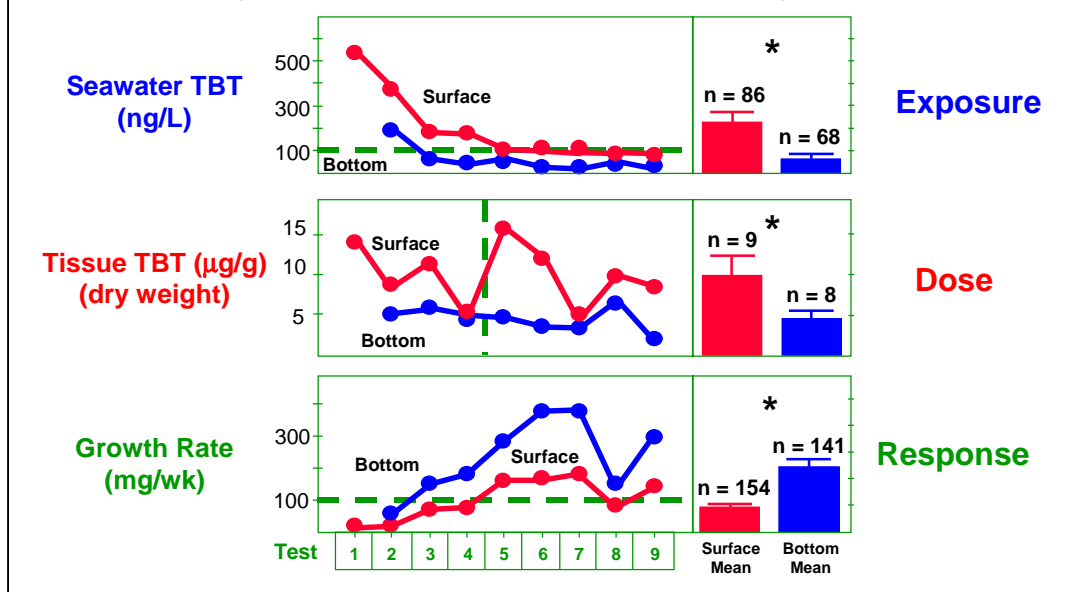 Seawater TBT
(ng/L)
500
300
100
Surface
Bottom
*
n = 86
n = 68
Exposure
Tissue TBT (μg/g)
(dry weight)
15
10
5
Surface
Bottom
*
n = 9
n = 8
Dose
Growth Rate
(mg/wk)
300
100
Bottom
Surface
*
n = 141
n = 154
Response
Test 1 2 3 4 5 6 7 8 9
Surface
Mean
Bottom
Mean